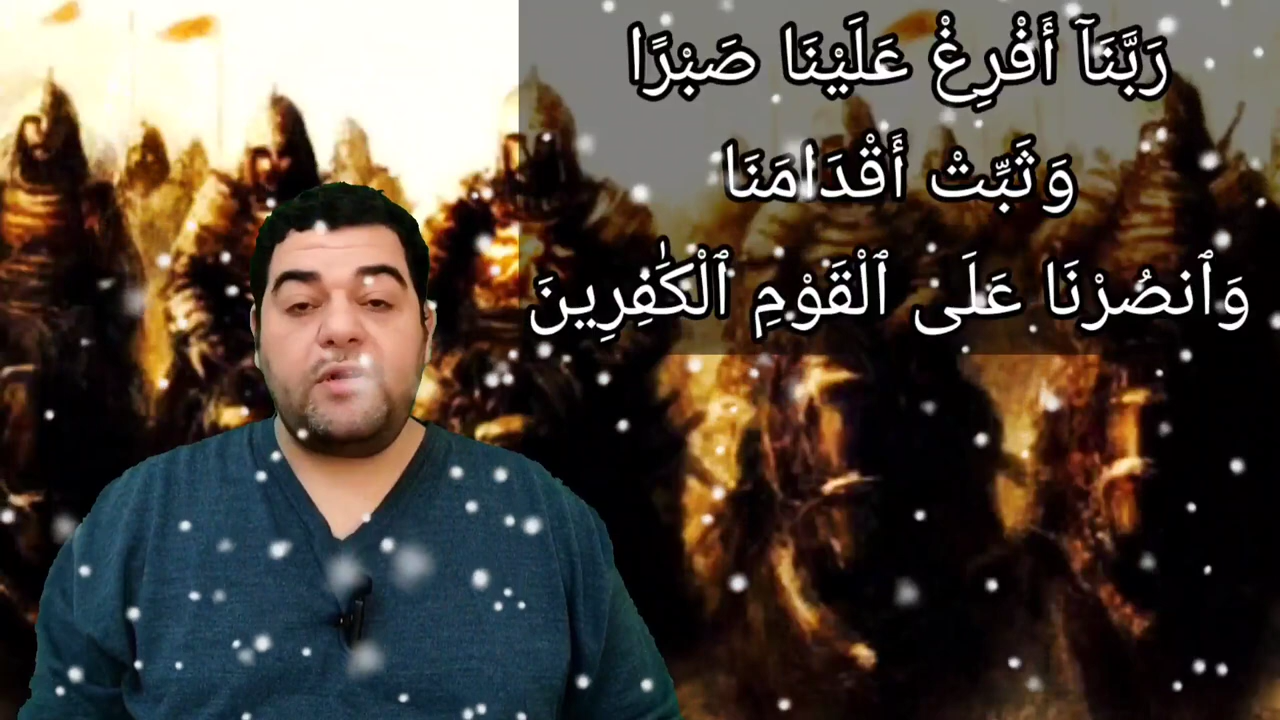 رَبَّنَآ أَفْرِغْ عَلَيْنَا صَبْرًا
وَثَبِّتْ أَقْدَامَنَا
وَٱنصُرْنَا عَلَى ٱلْقَوْمِ ٱلْكَٰفِرِينَ